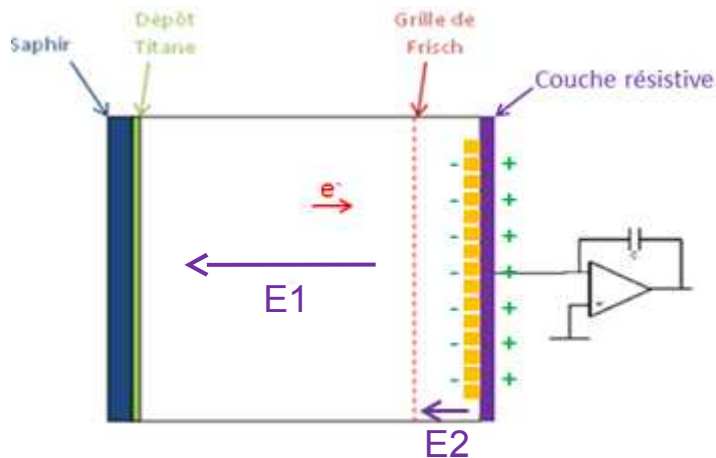 Dépôt
Titane
Grille de
Frisch
Saphir
Couche résistive
e-
- +
- +
- +
E1
- +
- +
- +
- +
E2